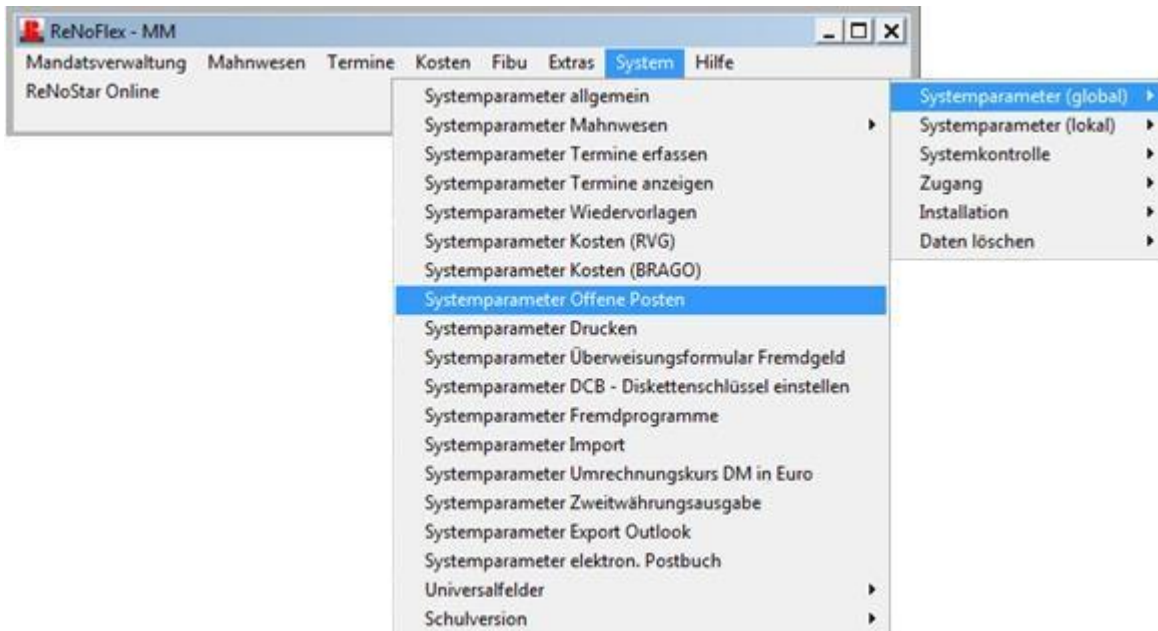 ReNoFlex - MM
Mandatsverwaltung Mahnwesen Termine Kosten Fibu Extras System Hilfe
ReNoStar Online
Systemparameter (global)
Systemparameter (lokal)
Systemkontrolle
Zugang
Installation
Daten löschen
Systemparameter allgemein
Systemparameter Mahnwesen
Systemparameter Termine erfassen
Systemparameter Termine anzeigen
Systemparameter Wiedervorlagen
Systemparameter Kosten (RVG)
Systemparameter Kosten (BRAGO)
Systemparameter Offene Posten
Systemparameter Drucken
Systemparameter Überweisungsformular Fremdgeld
Systemparameter DCB - Diskettenschlüssel einstellen
Systemparameter Fremdprogramme
Systemparameter Import
Systemparameter Umrechnungskurs DM in Euro
Systemparameter Zweitwährungsausgabe
Systemparameter Export Outlook
Systemparameter elektron. Postbuch
Universalfelder
Schulversion